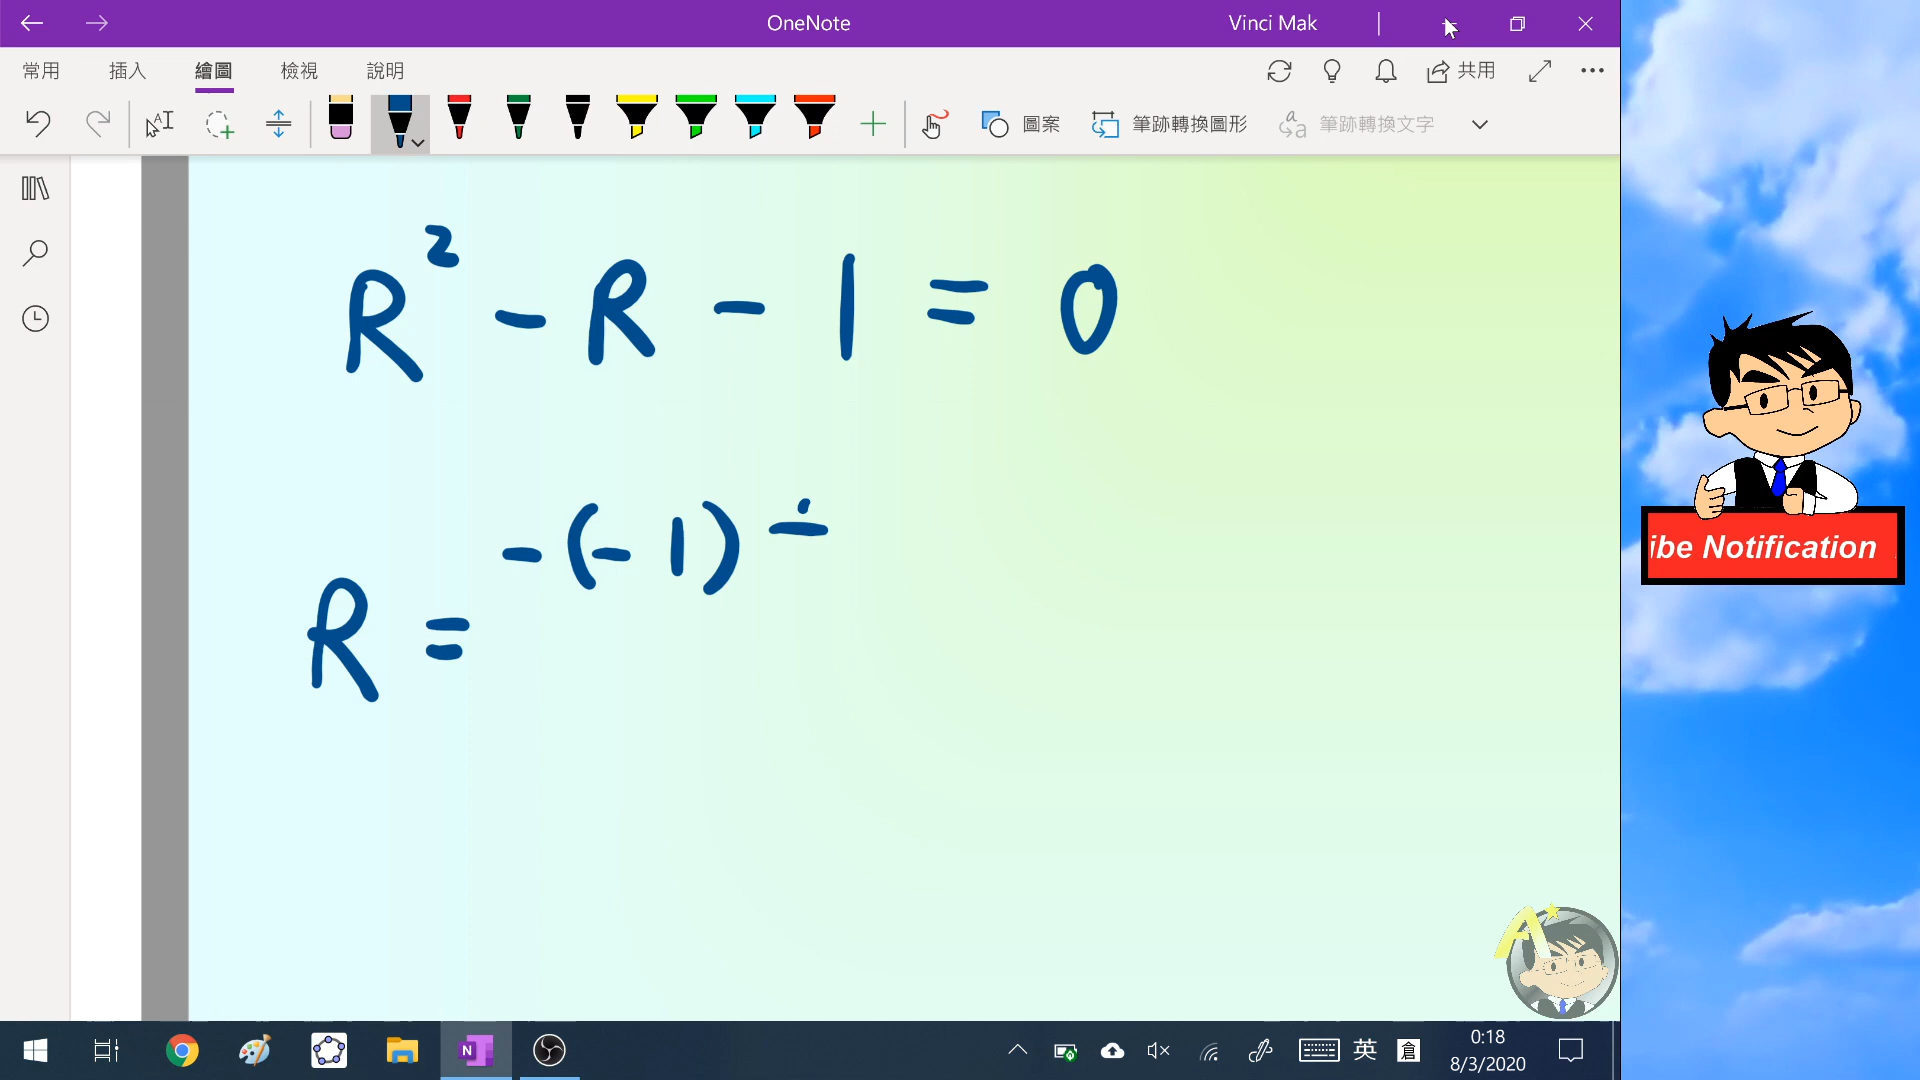 OneNote
Vinci Mak
常用 插入 繪圖 檢視 說明 共用
圖案 筆跡轉換圖形 筆跡轉換文字
R² - R - 1 = 0
-(-1) ∸
R =
ibe Notification
A
N 英 倉
0:18
8/3/2020